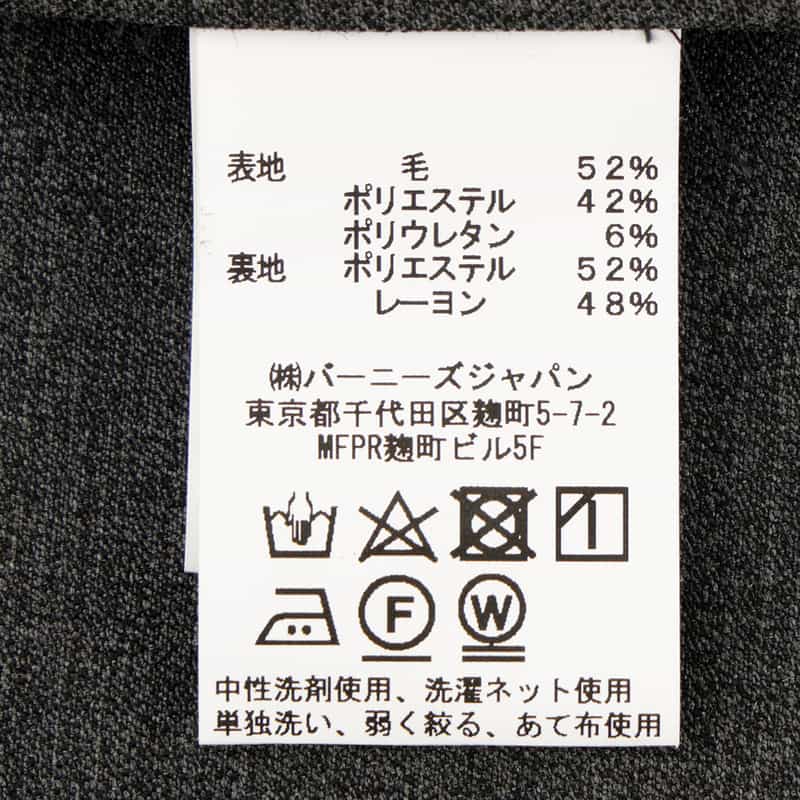 表地 毛 52%
ポリエステル 42%
ポリウレタン 6%
裏地 ポリエステル 52%
レーヨン 48%
㈱バーニーズジャパン
東京都千代田区麹町5-7-2
MFPR麹町ビル5F
F W
中性洗剤使用、洗濯ネット使用
単独洗い、弱く絞る、あて布使用